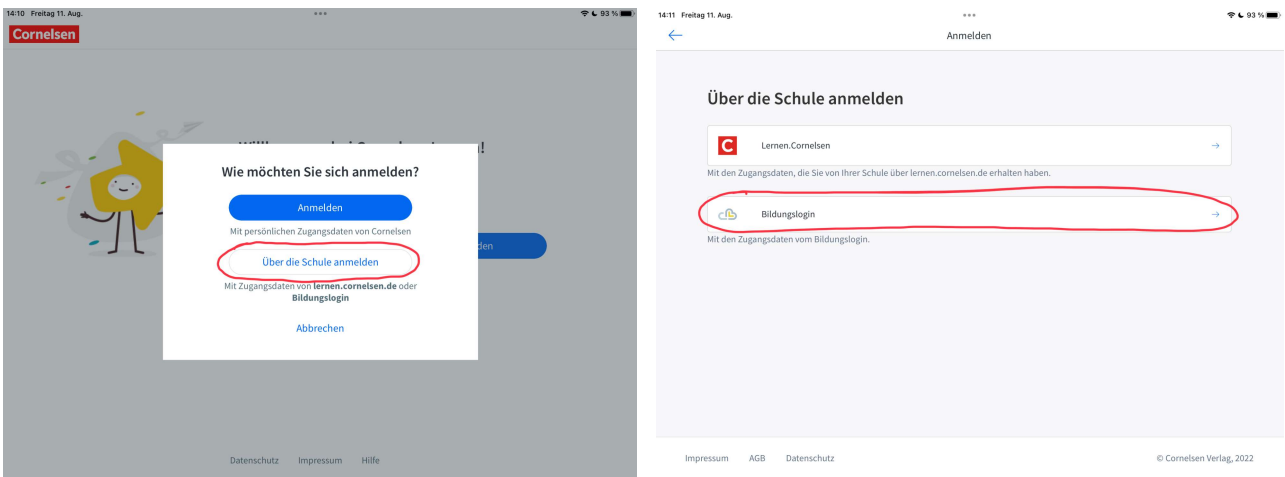 14:10 Freitag 11. Aug.
93 %
Cornelsen
Wie möchten Sie sich anmelden?
Anmelden
Mit persönlichen Zugangsdaten von Cornelsen
Über die Schule anmelden
Mit Zugangsdaten von lernen.cornelsen.de oder
Bildungslogin
Abbrechen
Datenschutz Impressum Hilfe
14:11 Freitag 11. Aug.
93 %
Anmelden
Über die Schule anmelden
C Lernen.Cornelsen
Mit den Zugangsdaten, die Sie von Ihrer Schule über lernen.cornelsen.de erhalten haben.
Bildungslogin
Mit den Zugangsdaten vom Bildungslogin.
Impressum AGB Datenschutz
© Cornelsen Verlag, 2022